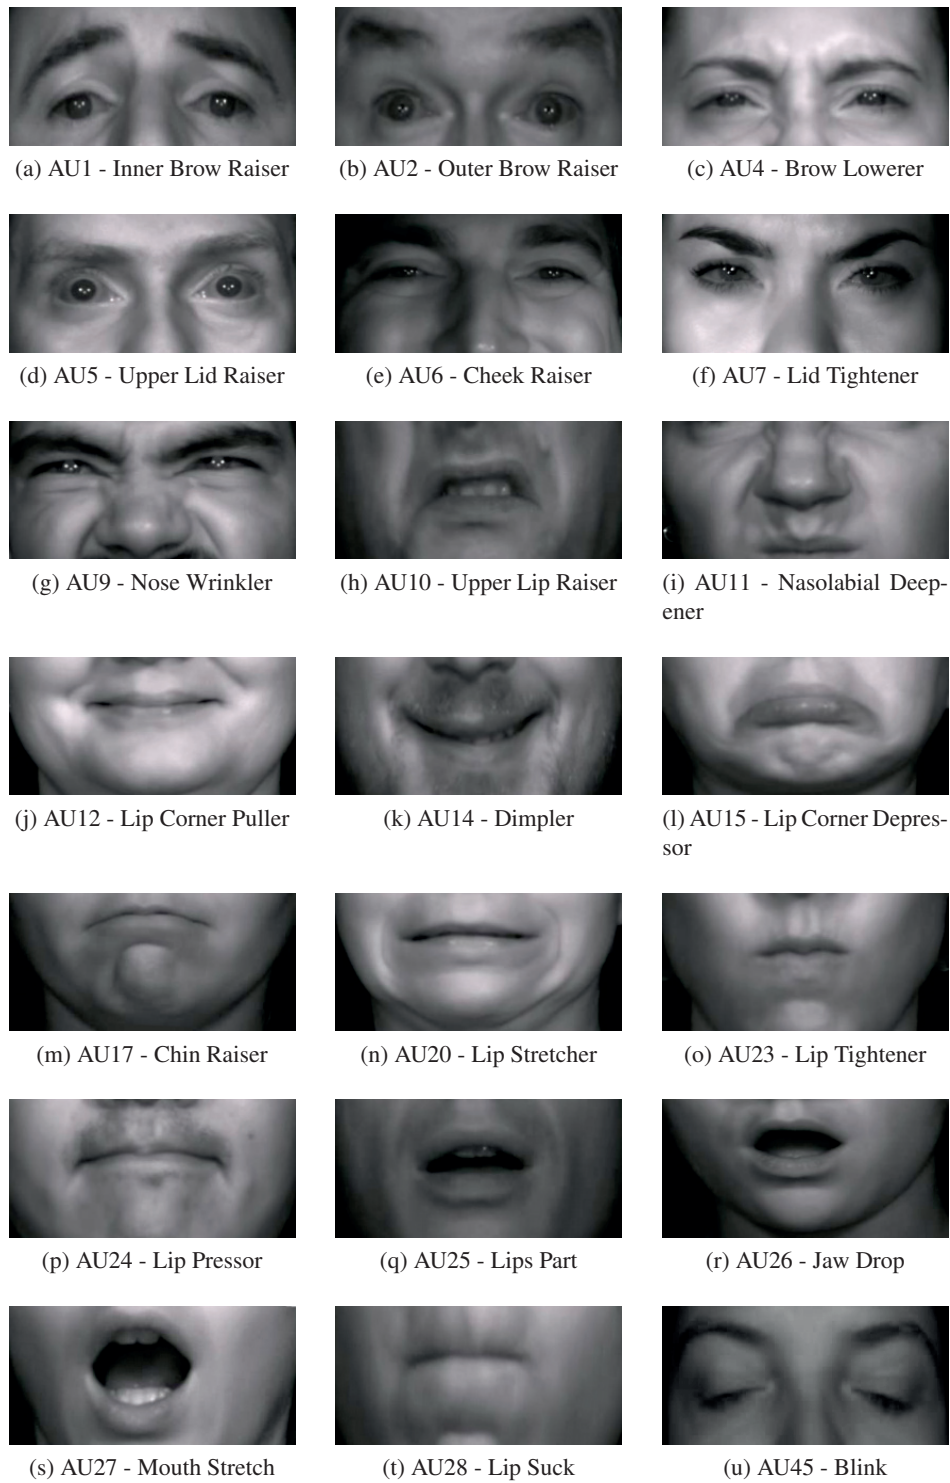 (a) AU1 - Inner Brow Raiser
(b) AU2 - Outer Brow Raiser
(c) AU4 - Brow Lowerer
(d) AU5 - Upper Lid Raiser
(e) AU6 - Cheek Raiser
(f) AU7 - Lid Tightener
(g) AU9 - Nose Wrinkler
(h) AU10 - Upper Lip Raiser
(i) AU11 - Nasolabial Deep-
ener
(j) AU12 - Lip Corner Puller
(k) AU14 - Dimpler
(l) AU15 - Lip Corner Depres-
sor
(m) AU17 - Chin Raiser
(n) AU20 - Lip Stretcher
(o) AU23 - Lip Tightener
(p) AU24 - Lip Pressor
(q) AU25 - Lips Part
(r) AU26 - Jaw Drop
(s) AU27 - Mouth Stretch
(t) AU28 - Lip Suck
(u) AU45 - Blink